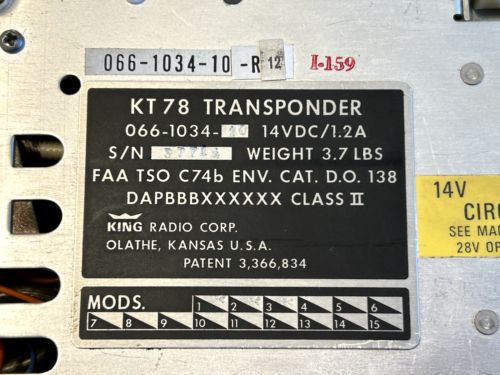 066-1034-10 -R 12 I-159
KT 78 TRANSPONDER
066-1034- 14VDC/1.2A
S/N WEIGHT 3.7 LBS
FAA TSO C74b ENV. CAT. D.O. 138
DAPBBBXXXXXX CLASS II
KING RADIO CORP.
OLATHE, KANSAS U.S.A.
PATENT 3,366,834
14V
CIRC
SEE MA
28V OP
MODS. 1 2 3 4 5 6
7 8 9 10 11 12 13 14 15